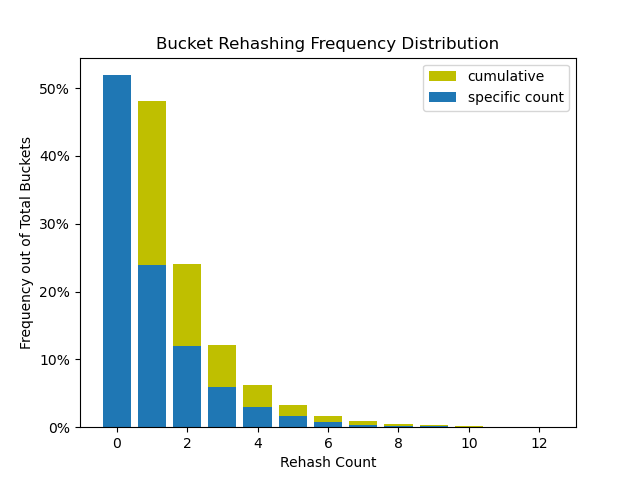 Bucket Rehashing Frequency Distribution
cumulative
specific count
50%
40%
30%
20%
10%
0%
Frequency out of Total Buckets
0 2 4 6 8 10 12
Rehash Count